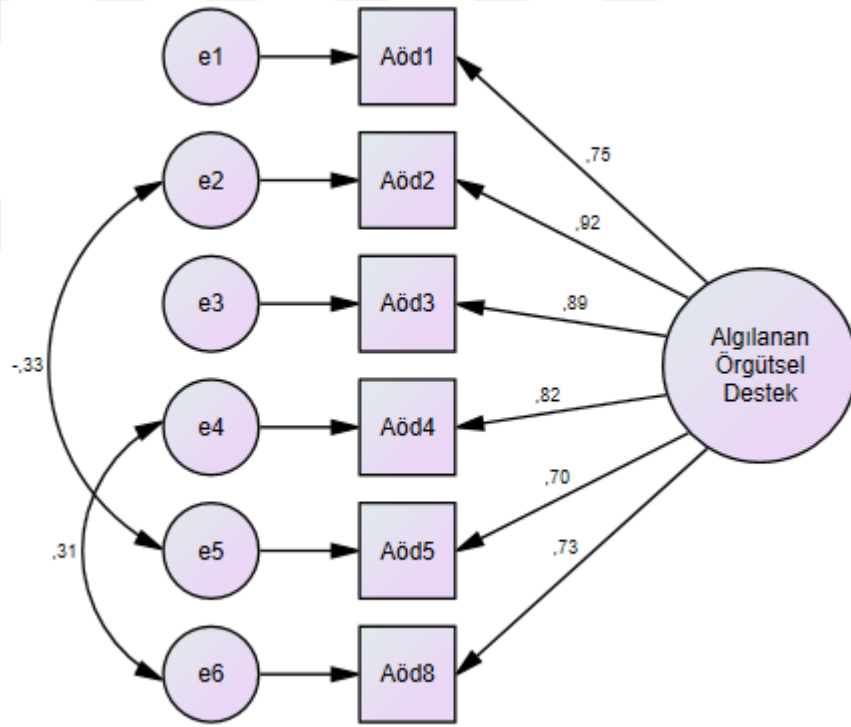 e1
Aöd1
,75
e2
Aöd2
,92
e3
Aöd3
,89
Algılanan
Örgütsel
Destek
-,33
e4
Aöd4
,82
,70
,31
e5
Aöd5
,73
e6
Aöd8